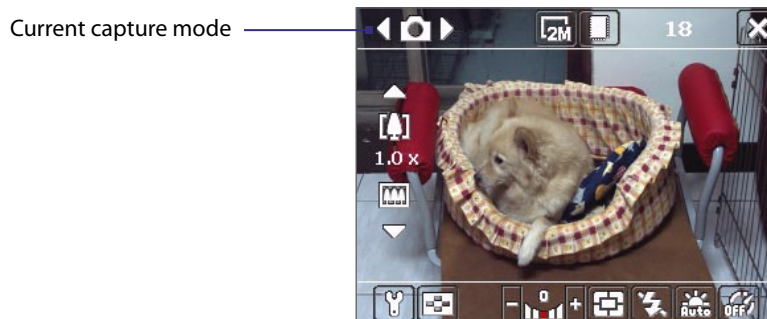 Current capture mode
2M
18
1.0 x
0
- +
Auto
OFF